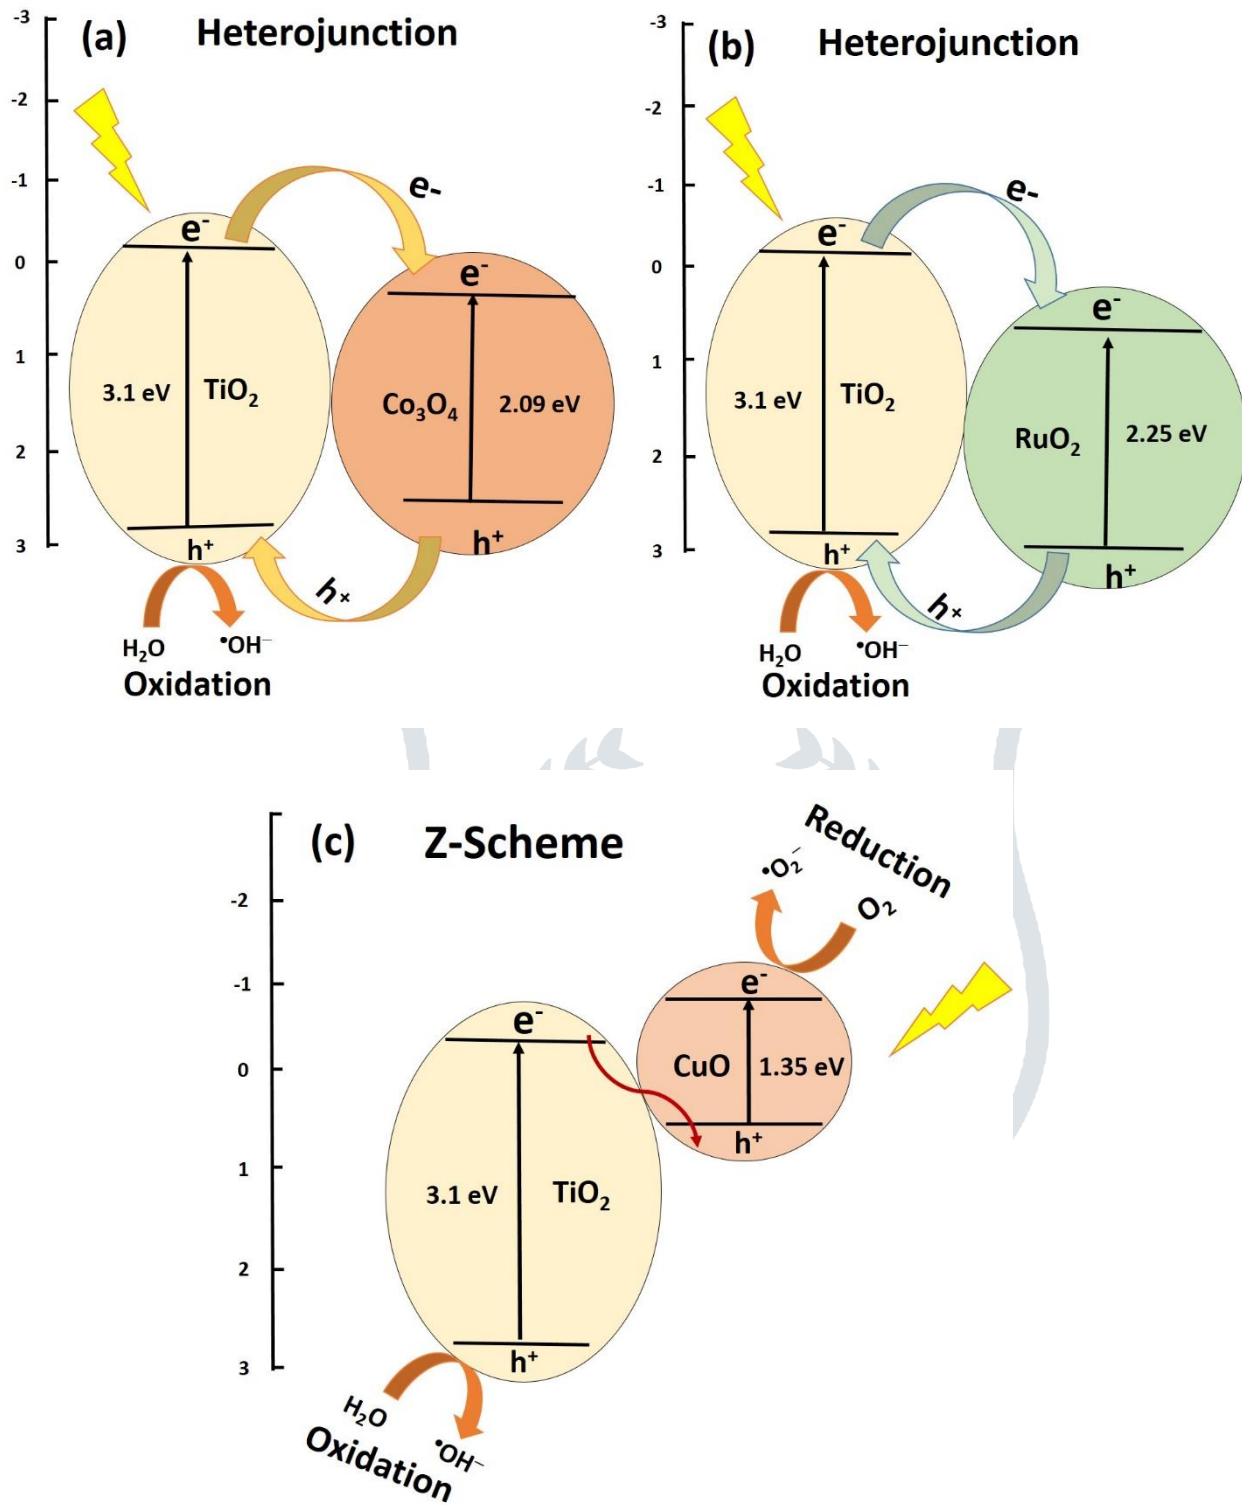 (a) Heterojunction
-3
-2
-1
0
1
2
3
e-
e⁻
e⁻
3.1 eV TiO₂
Co₃O₄ 2.09 eV
h⁺
h⁺
h⁺
H₂O •OH⁻
Oxidation
(b) Heterojunction
-3
-2
-1
0
1
2
3
e-
e⁻
e⁻
3.1 eV TiO₂
RuO₂ 2.25 eV
h⁺
h⁺
h⁺
H₂O •OH⁻
Oxidation
(c) Z-Scheme
-2
-1
0
1
2
3
Reduction
•O₂⁻ O₂
e⁻
e⁻
CuO 1.35 eV
h⁺
3.1 eV TiO₂
h⁺
H₂O •OH⁻
Oxidation